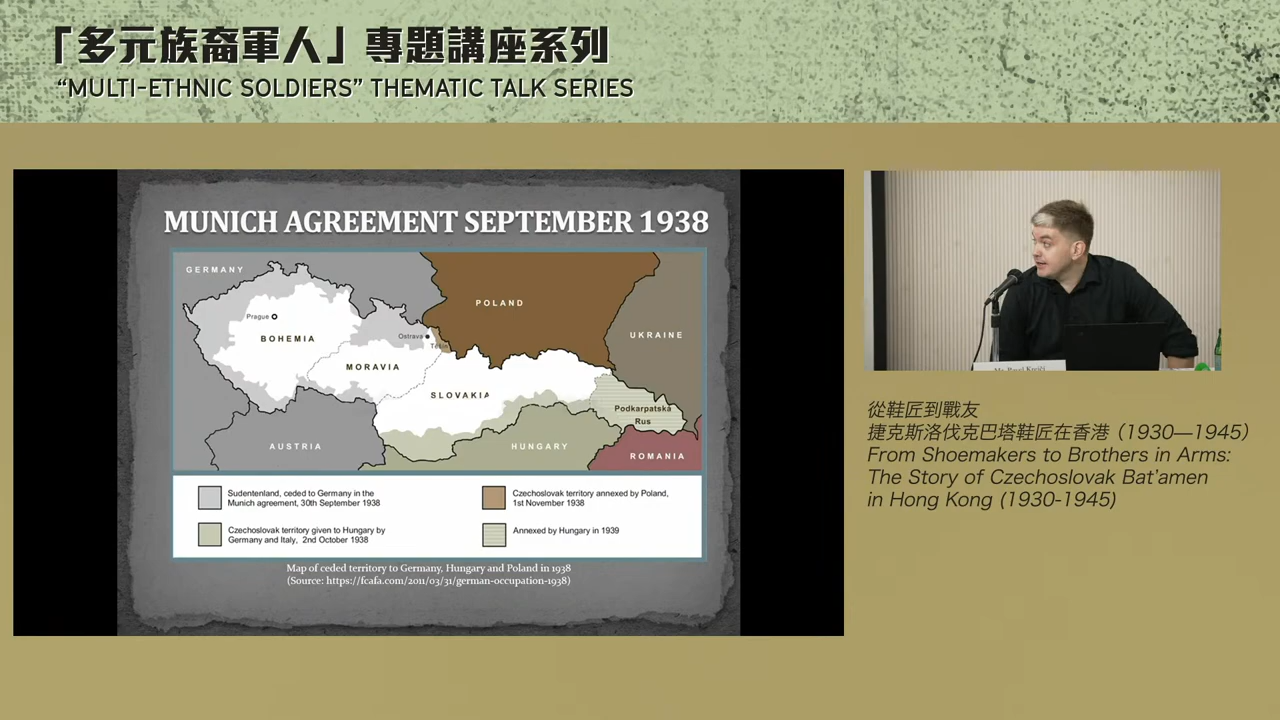 「多元族裔軍人」專題講座系列
“MULTI-ETHNIC SOLDIERS” THEMATIC TALK SERIES
MUNICH AGREEMENT SEPTEMBER 1938
GERMANY
POLAND
Prague
UKRAINE
BOHEMIA
Ostrava
MORAVIA
SLOVAKIA
Podkarpatská
Rus
AUSTRIA
HUNGARY
ROMANIA
Sudentenland, ceded to Germany in the
Munich agreement, 30th September 1938
Czechoslovak territory annexed by Poland,
1st November 1938
Czechoslovak territory given to Hungary by
Germany and Italy, 2nd October 1938
Annexed by Hungary in 1939
Map of ceded territory to Germany, Hungary and Poland in 1938
(Source: https://fcafa.com/2011/03/31/german-occupation-1938)
從鞋匠到戰友
捷克斯洛伐克巴塔鞋匠在香港（1930—1945）
From Shoemakers to Brothers in Arms:
The Story of Czechoslovak Bat'amen
in Hong Kong (1930-1945)